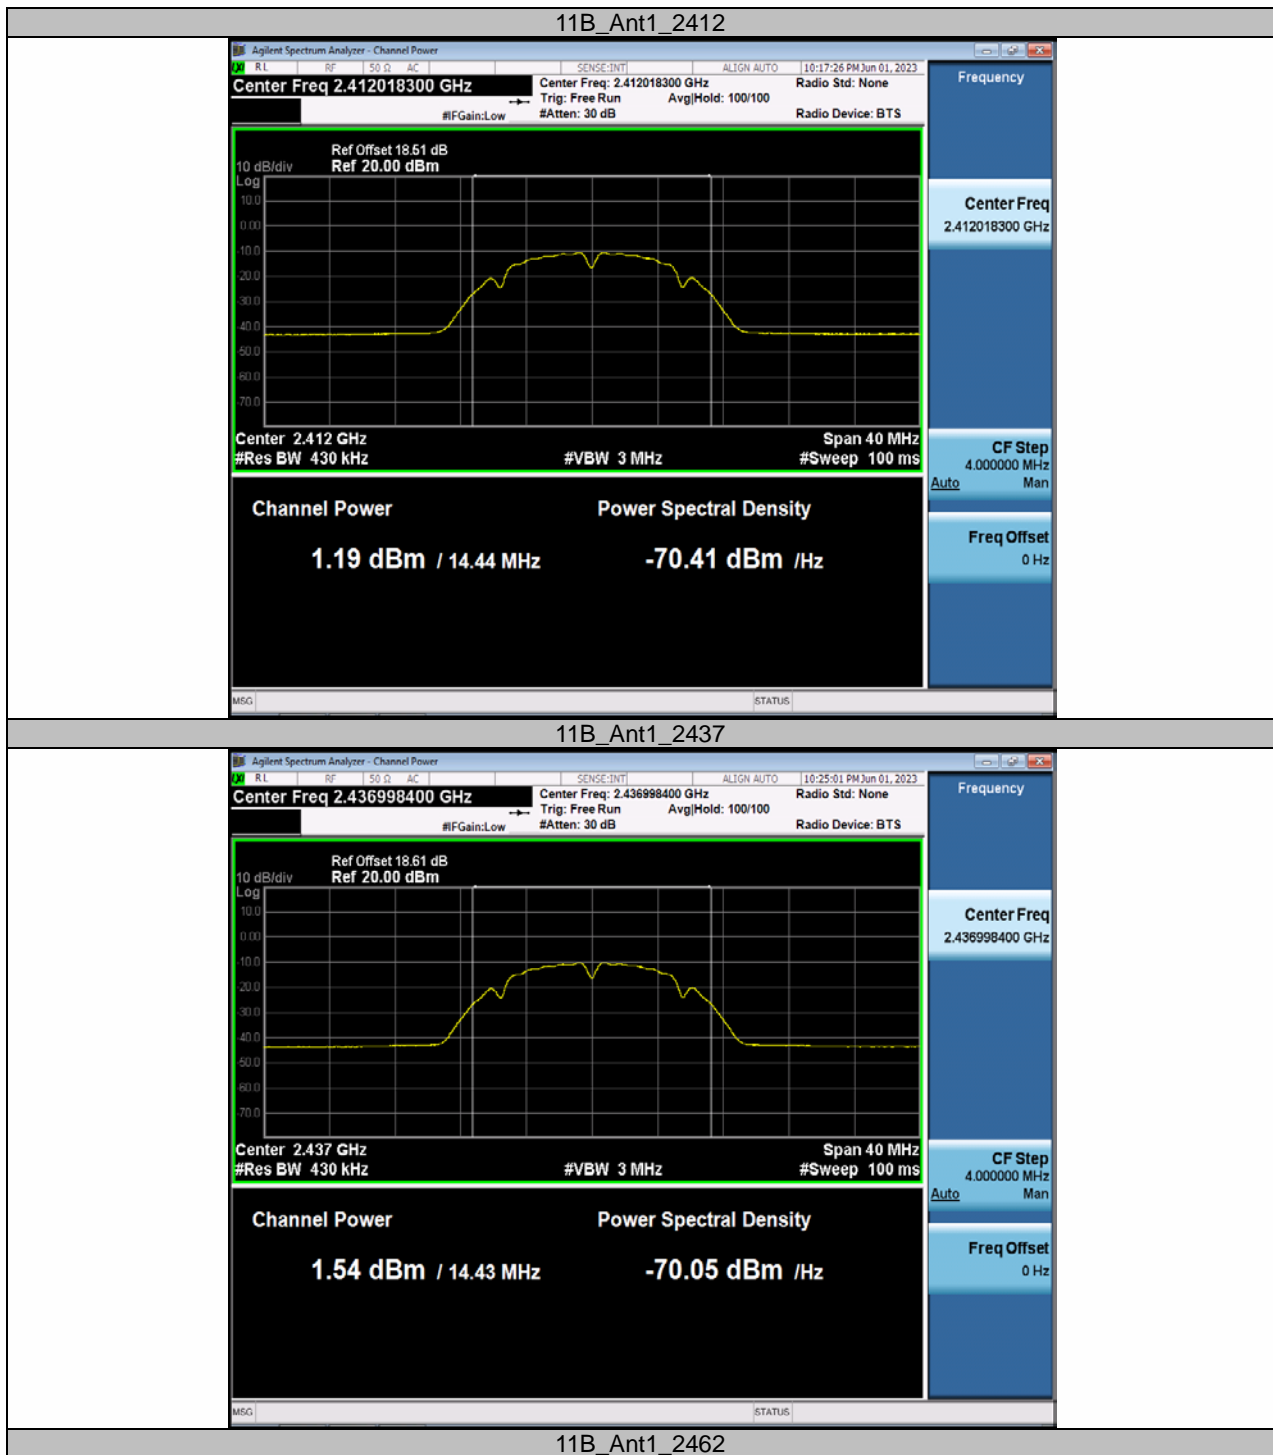 11B_Ant1_2412
Agilent Spectrum Analyzer - Channel Power
RL RF 50 Ω AC SENSE:INT ALIGN AUTO 10:17:26 PM Jun 01, 2023
Center Freq 2.412018300 GHz
Center Freq: 2.412018300 GHz
Radio Std: None
Trig: Free Run Avg|Hold: 100/100
#IFGain:Low #Atten: 30 dB Radio Device: BTS
Ref Offset 18.51 dB
10 dB/div Ref 20.00 dBm
Log
10.0
0.00
-10.0
-20.0
-30.0
-40.0
-50.0
-60.0
-70.0
Center 2.412 GHz Span 40 MHz
#Res BW 430 kHz #VBW 3 MHz #Sweep 100 ms
Channel Power Power Spectral Density
1.19 dBm / 14.44 MHz -70.41 dBm /Hz
MSG STATUS
Frequency
Center Freq
2.412018300 GHz
CF Step
4.000000 MHz
Auto Man
Freq Offset
0 Hz
11B_Ant1_2437
Agilent Spectrum Analyzer - Channel Power
RL RF 50 Ω AC SENSE:INT ALIGN AUTO 10:25:01 PM Jun 01, 2023
Center Freq 2.436998400 GHz
Center Freq: 2.436998400 GHz
Radio Std: None
Trig: Free Run Avg|Hold: 100/100
#IFGain:Low #Atten: 30 dB Radio Device: BTS
Ref Offset 18.61 dB
10 dB/div Ref 20.00 dBm
Log
10.0
0.00
-10.0
-20.0
-30.0
-40.0
-50.0
-60.0
-70.0
Center 2.437 GHz Span 40 MHz
#Res BW 430 kHz #VBW 3 MHz #Sweep 100 ms
Channel Power Power Spectral Density
1.54 dBm / 14.43 MHz -70.05 dBm /Hz
MSG STATUS
Frequency
Center Freq
2.436998400 GHz
CF Step
4.000000 MHz
Auto Man
Freq Offset
0 Hz
11B_Ant1_2462